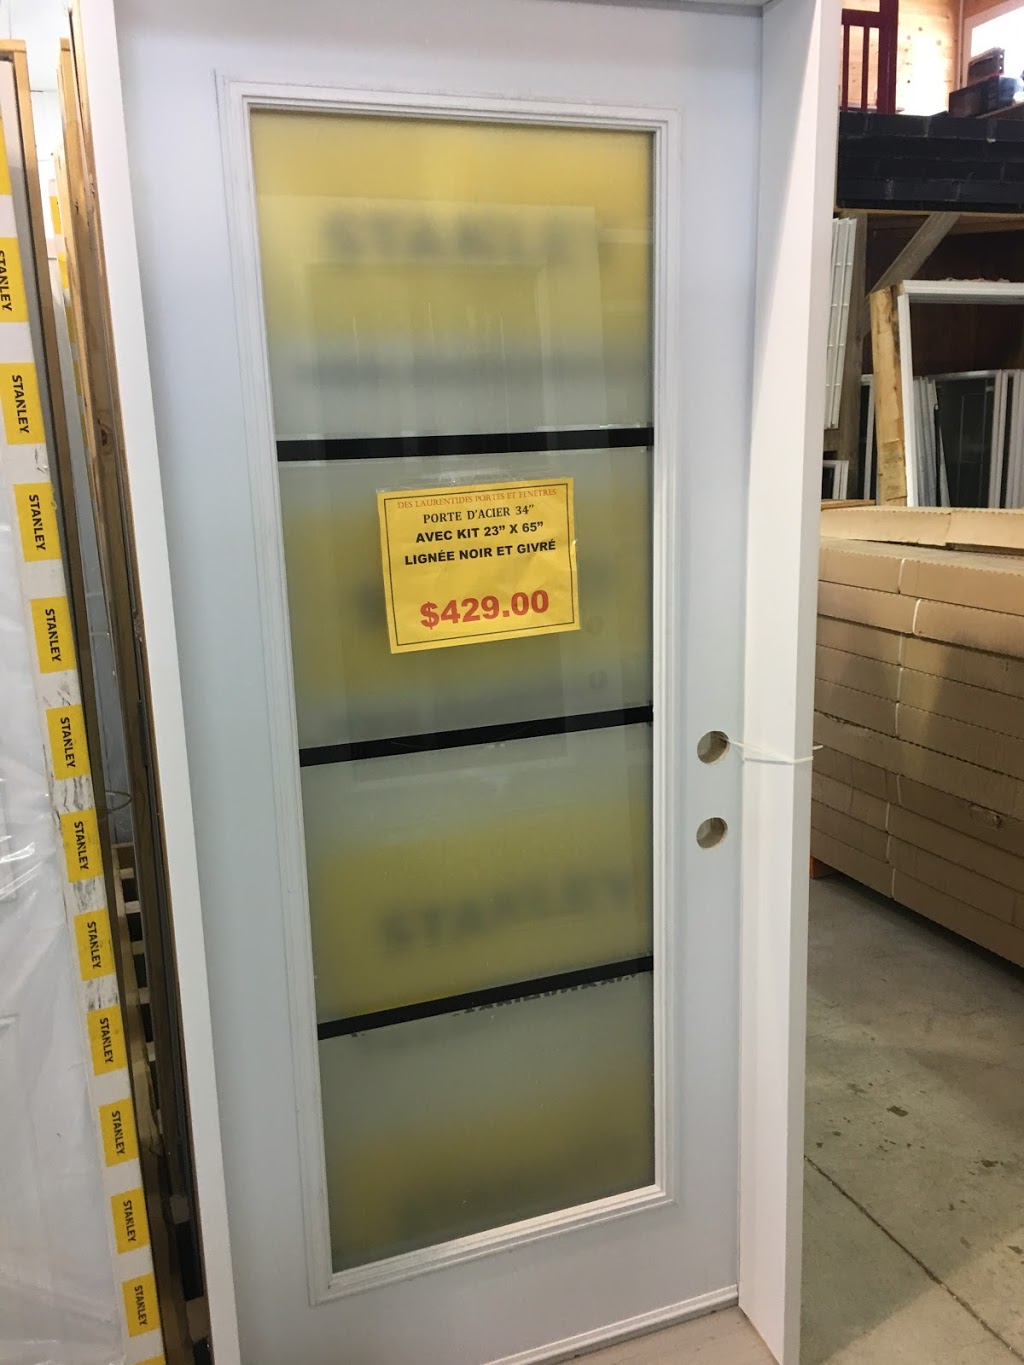 DES LAURENTIDES PORTES ET FENÊTRES
PORTE D'ACIER 34"
AVEC KIT 23" X 65"
LIGNÉE NOIR ET GIVRÉ
$429.00
STANLEY
STANLEY
STANLEY
STANLEY
STANLEY
STANLEY
STANLEY
STANLEY
STANLEY
STANLEY
STANLEY
STANLEY